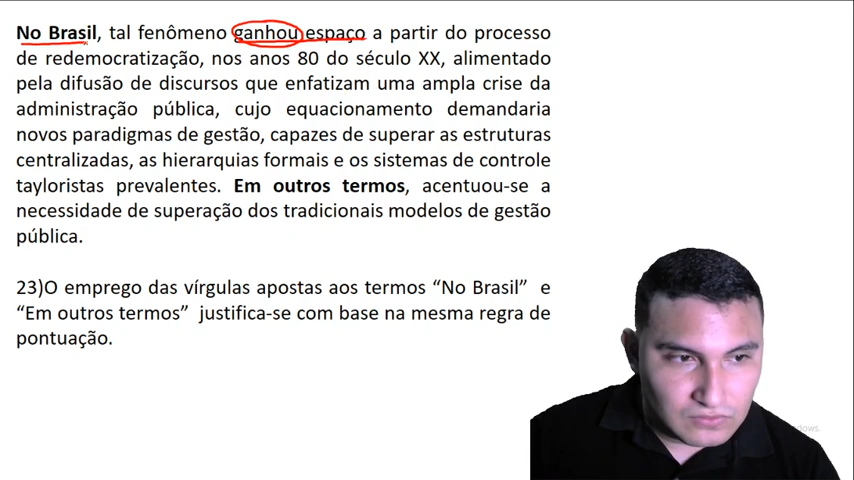 No Brasil, tal fenômeno ganhou espaço a partir do processo
de redemocratização, nos anos 80 do século XX, alimentado
pela difusão de discursos que enfatizam uma ampla crise da
administração pública, cujo equacionamento demandaria
novos paradigmas de gestão, capazes de superar as estruturas
centralizadas, as hierarquias formais e os sistemas de controle
tayloristas prevalentes. Em outros termos, acentuou-se a
necessidade de superação dos tradicionais modelos de gestão
pública.
23)O emprego das vírgulas apostas aos termos “No Brasil” e
“Em outros termos” justifica-se com base na mesma regra de
pontuação.